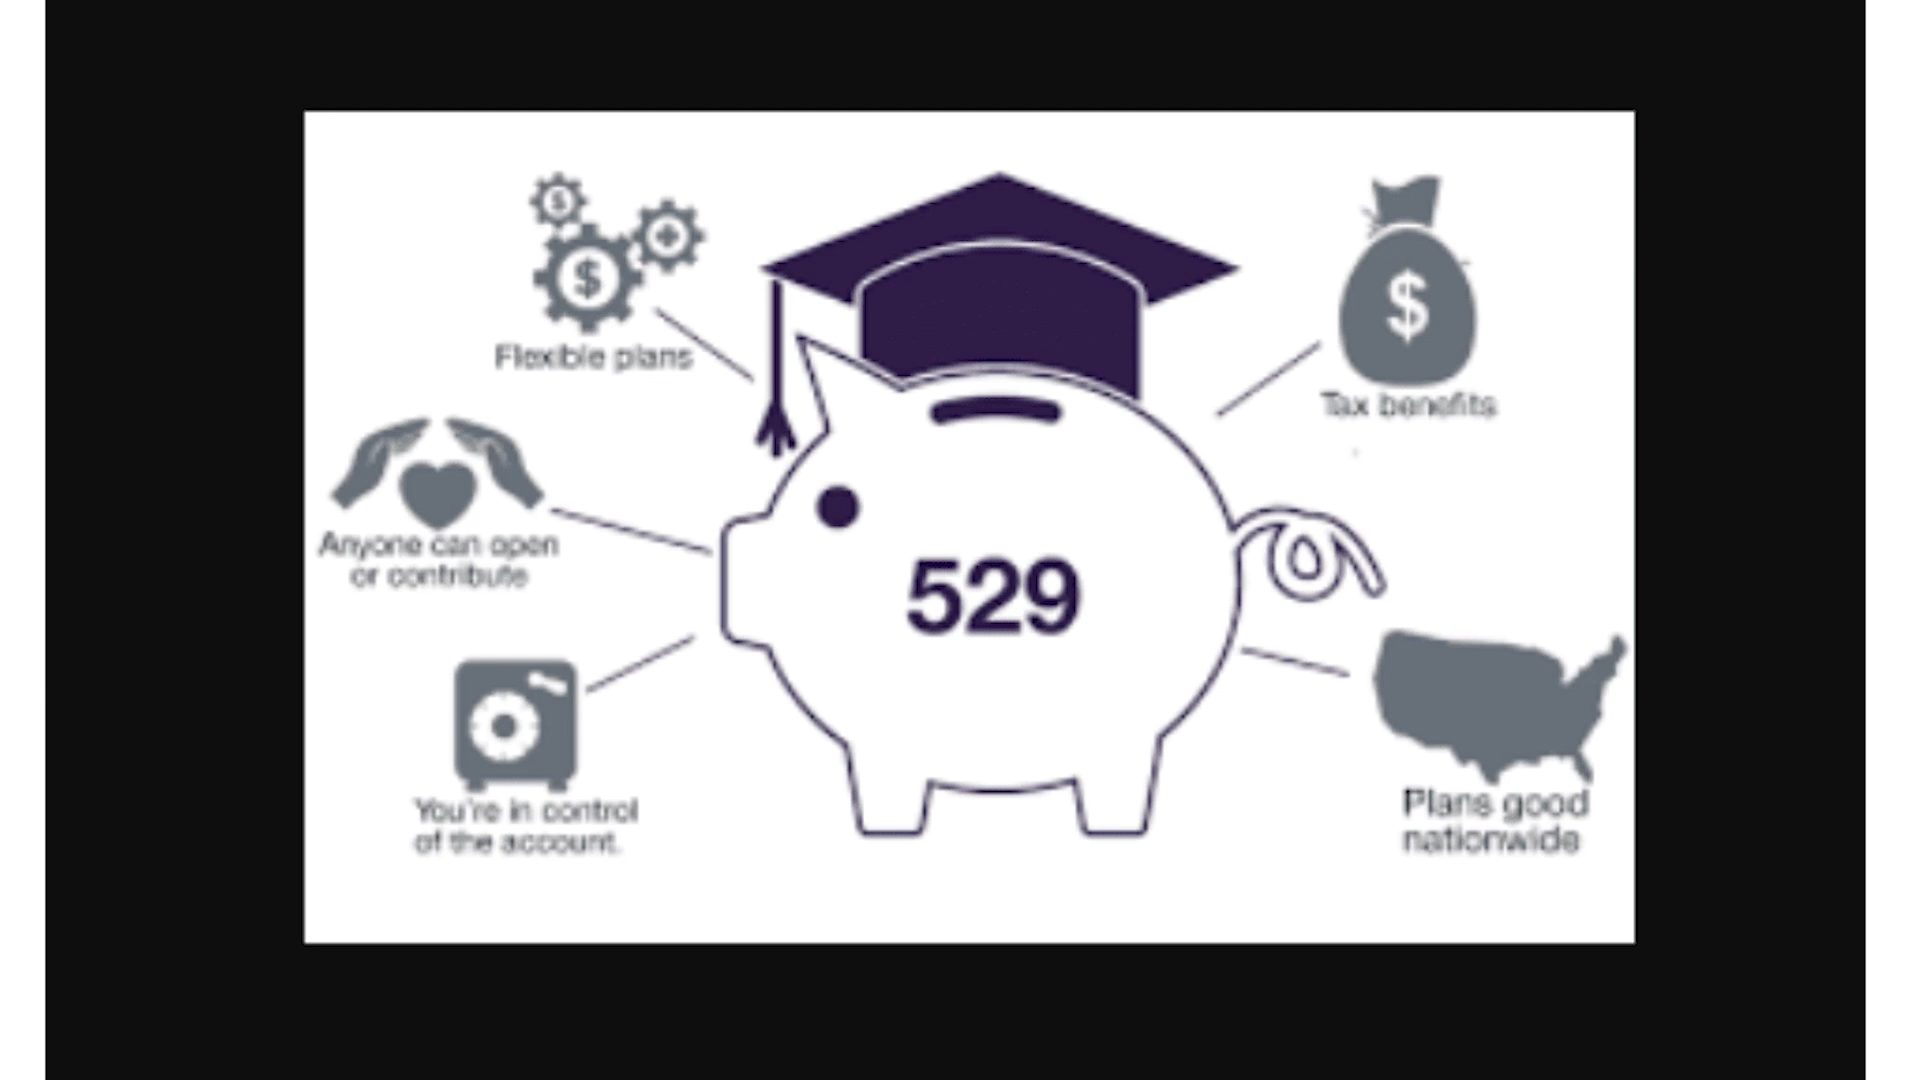 $
$
Flexible plans
$
Tax benefits
Anyone can open
or contribute
529
You're in control
of the account.
Plans good
nationwide